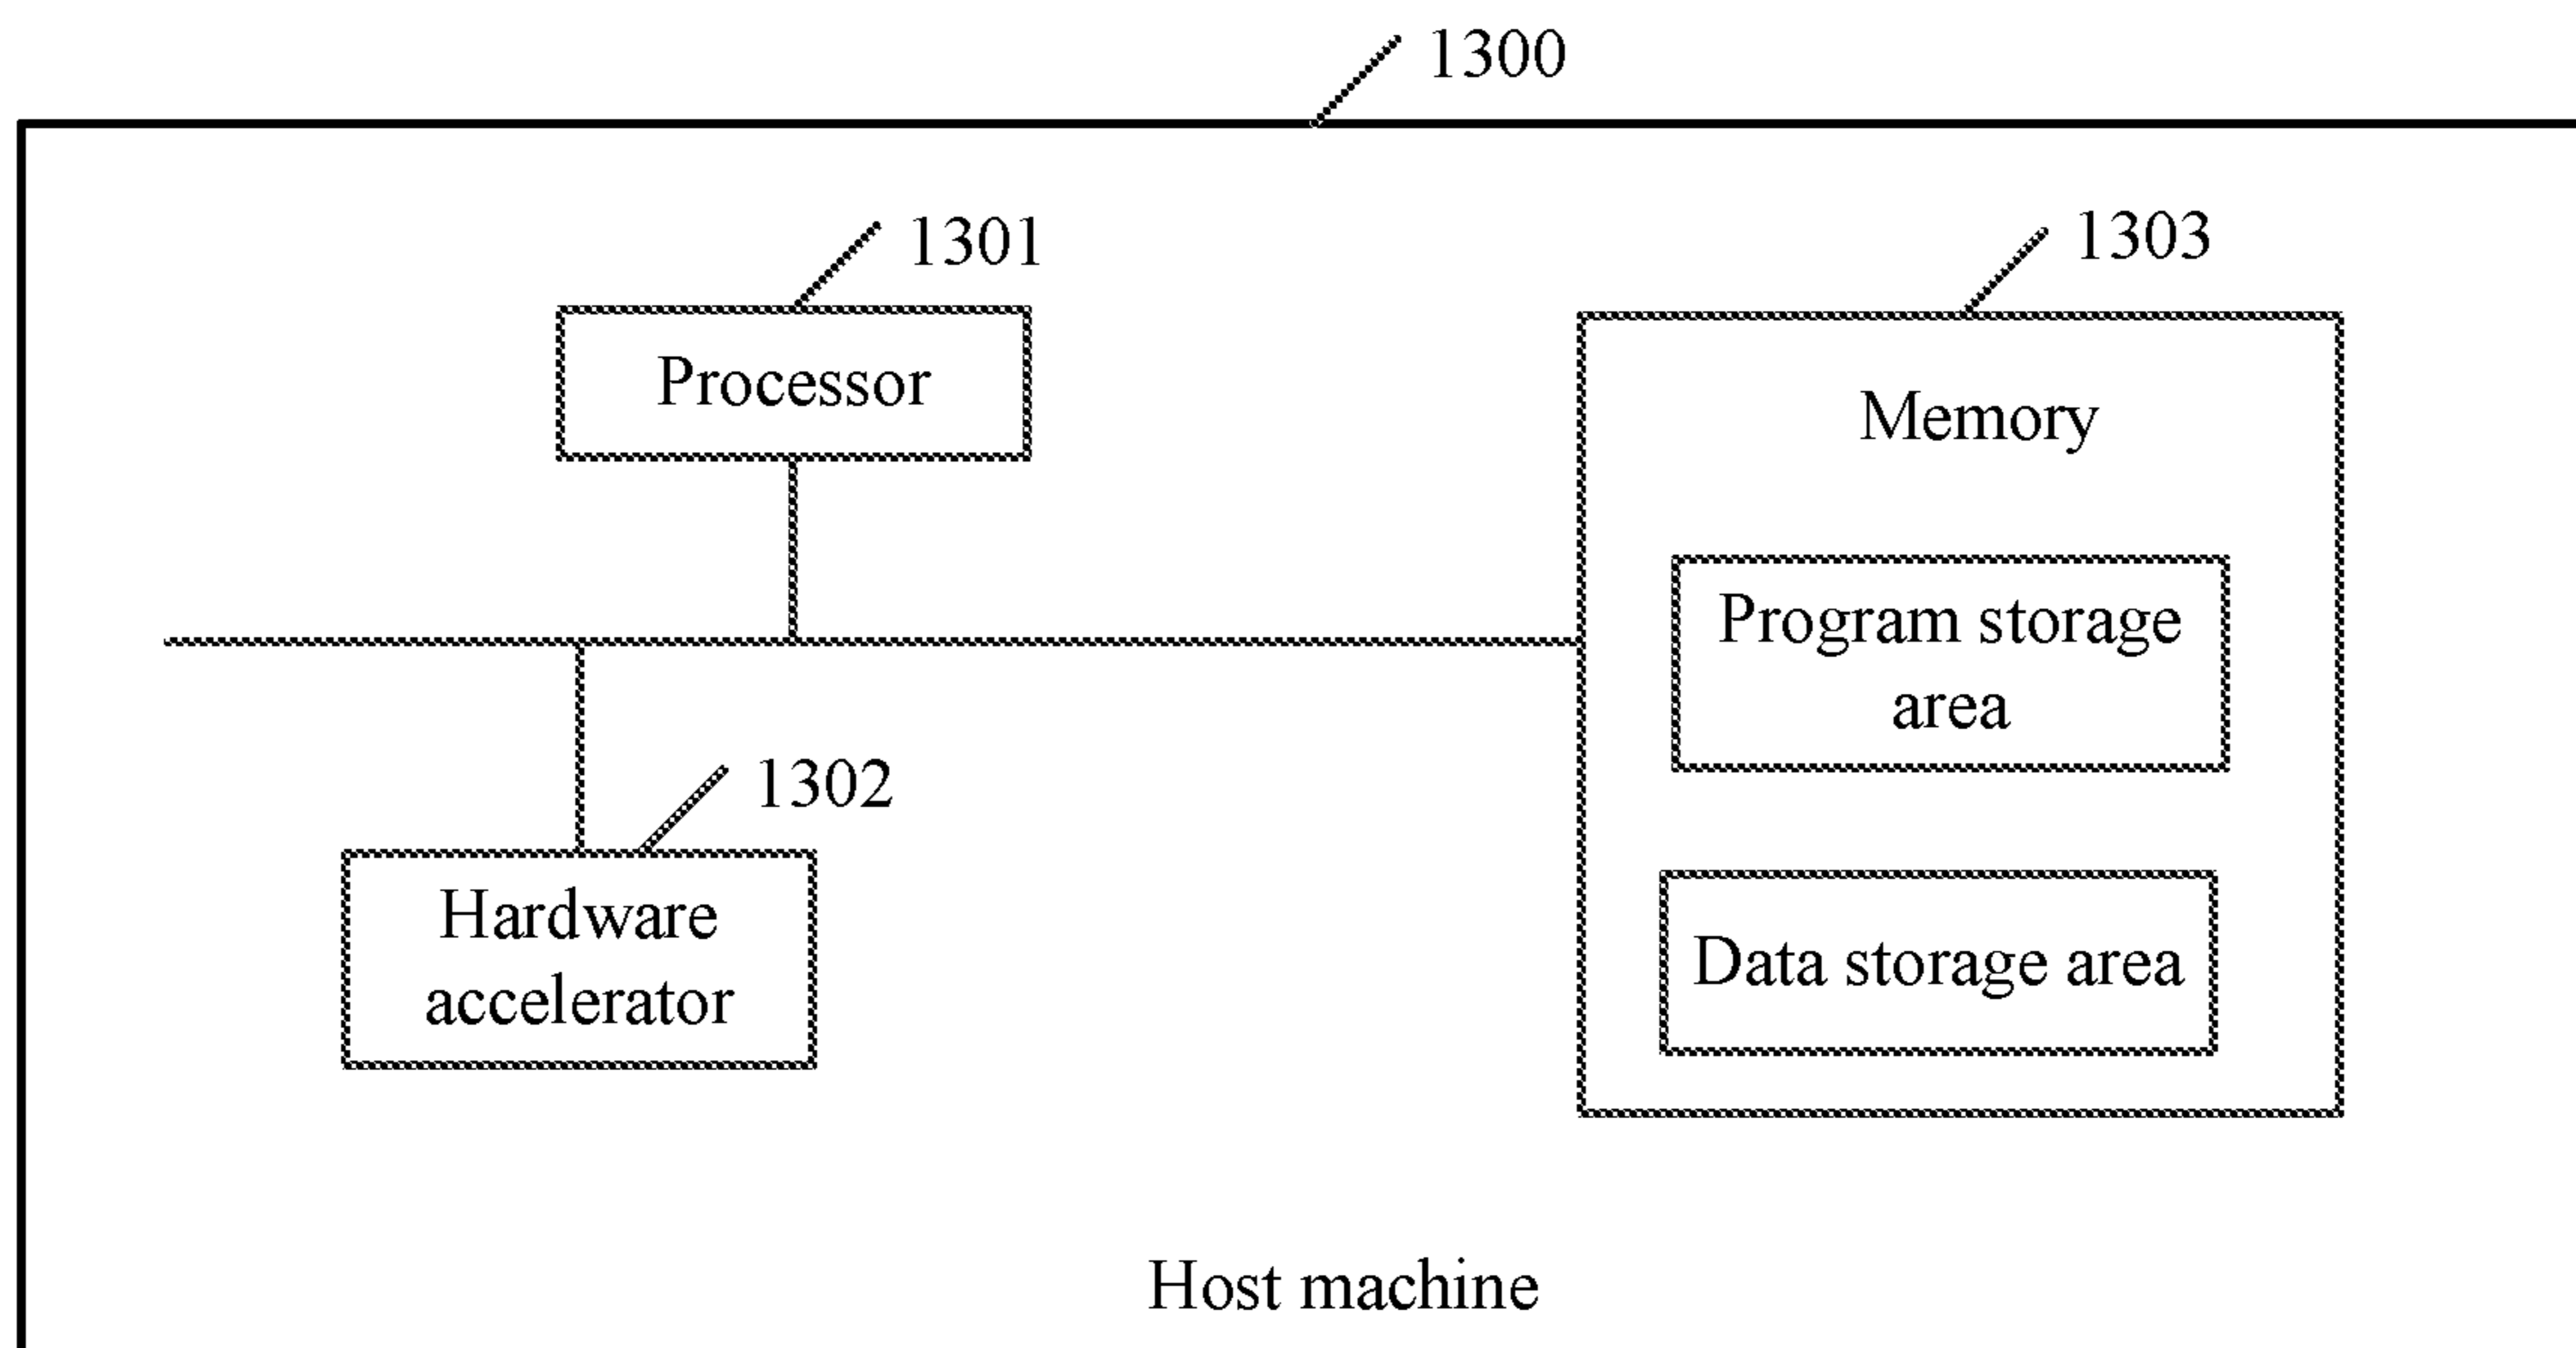 1300
1301
1303
Processor
Memory
Program storage
area
1302
Hardware
accelerator
Data storage area
Host machine